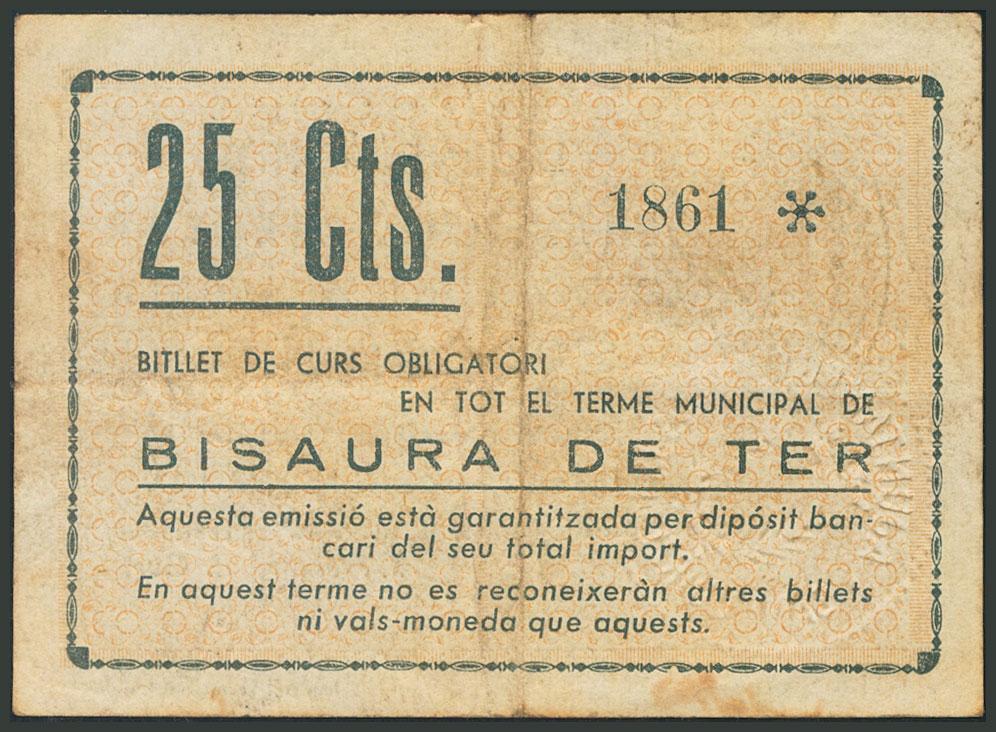 25 Cts.
1861 *
BITLLET DE CURS OBLIGATORI
EN TOT EL TERME MUNICIPAL DE
BISAURA DE TER
Aquesta emissió està garantitzada per dipósit ban-
cari del seu total import.
En aquest terme no es reconeixeràn altres billets
ni vals-moneda que aquests.